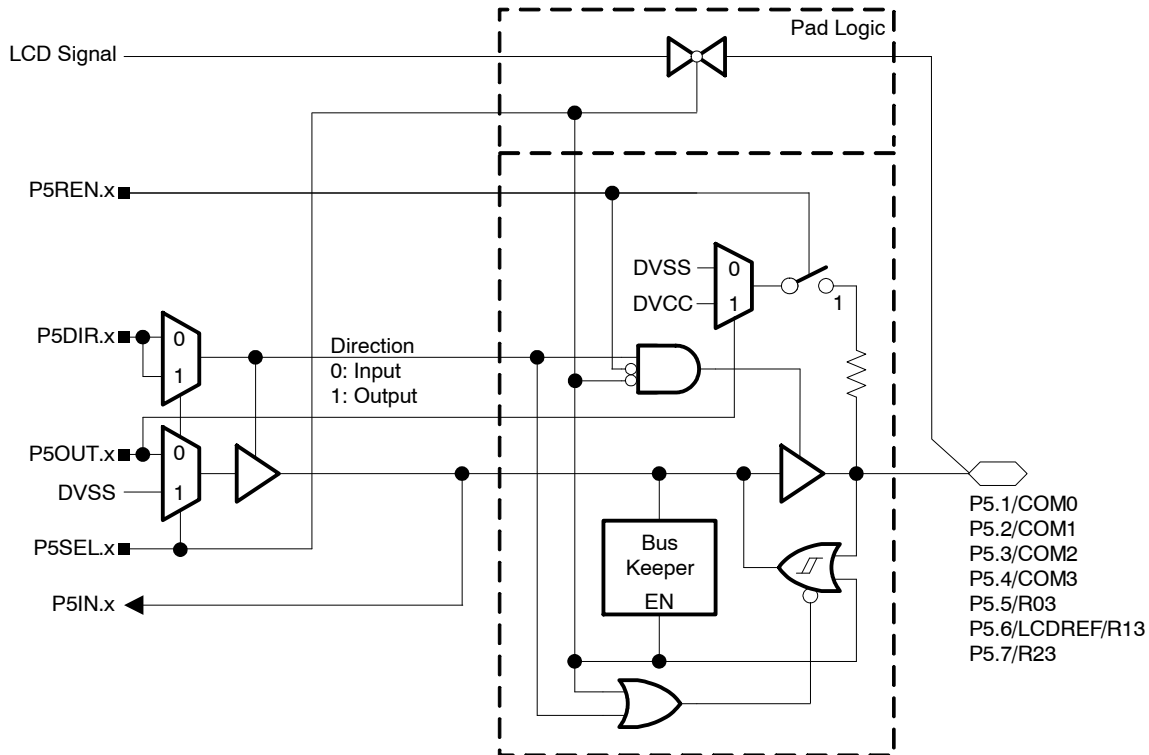 Pad Logic
LCD Signal
P5REN.x
DVSS
0
DVCC
1
1
P5DIR.x
0
1
Direction
0: Input
1: Output
P5OUT.x
0
DVSS
1
P5SEL.x
P5IN.x
Bus
Keeper
EN
P5.1/COM0
P5.2/COM1
P5.3/COM2
P5.4/COM3
P5.5/R03
P5.6/LCDREF/R13
P5.7/R23